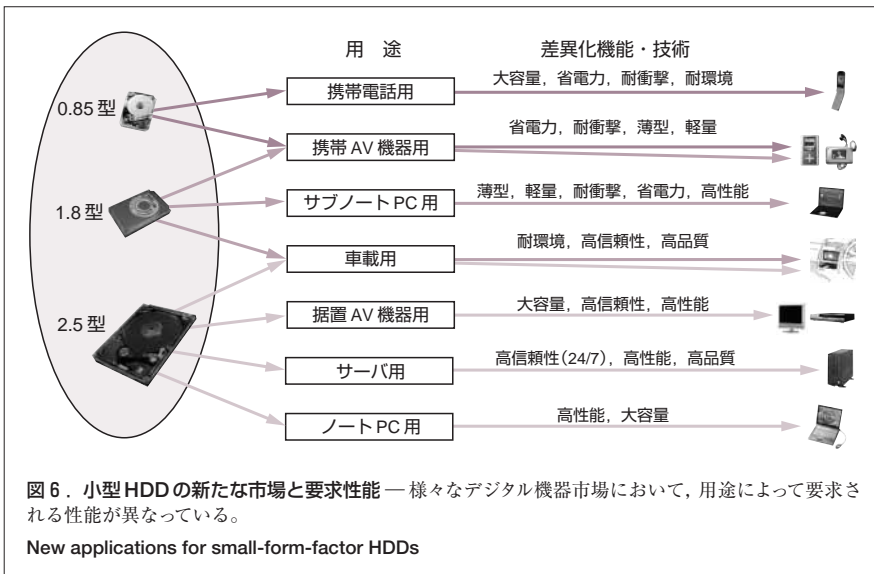 用 途
差異化機能・技術
0.85 型
携帯電話用
大容量，省電力，耐衝撃，耐環境
携帯 AV 機器用
省電力，耐衝撃，薄型，軽量
1.8 型
サブノート PC 用
薄型，軽量，耐衝撃，省電力，高性能
車載用
耐環境，高信頼性，高品質
2.5 型
据置 AV 機器用
大容量，高信頼性，高性能
サーバ用
高信頼性(24/7)，高性能，高品質
ノート PC 用
高性能，大容量
図 6 ．小型 HDD の新たな市場と要求性能 — 様々なデジタル機器市場において，用途によって要求さ
れる性能が異なっている。
New applications for small-form-factor HDDs